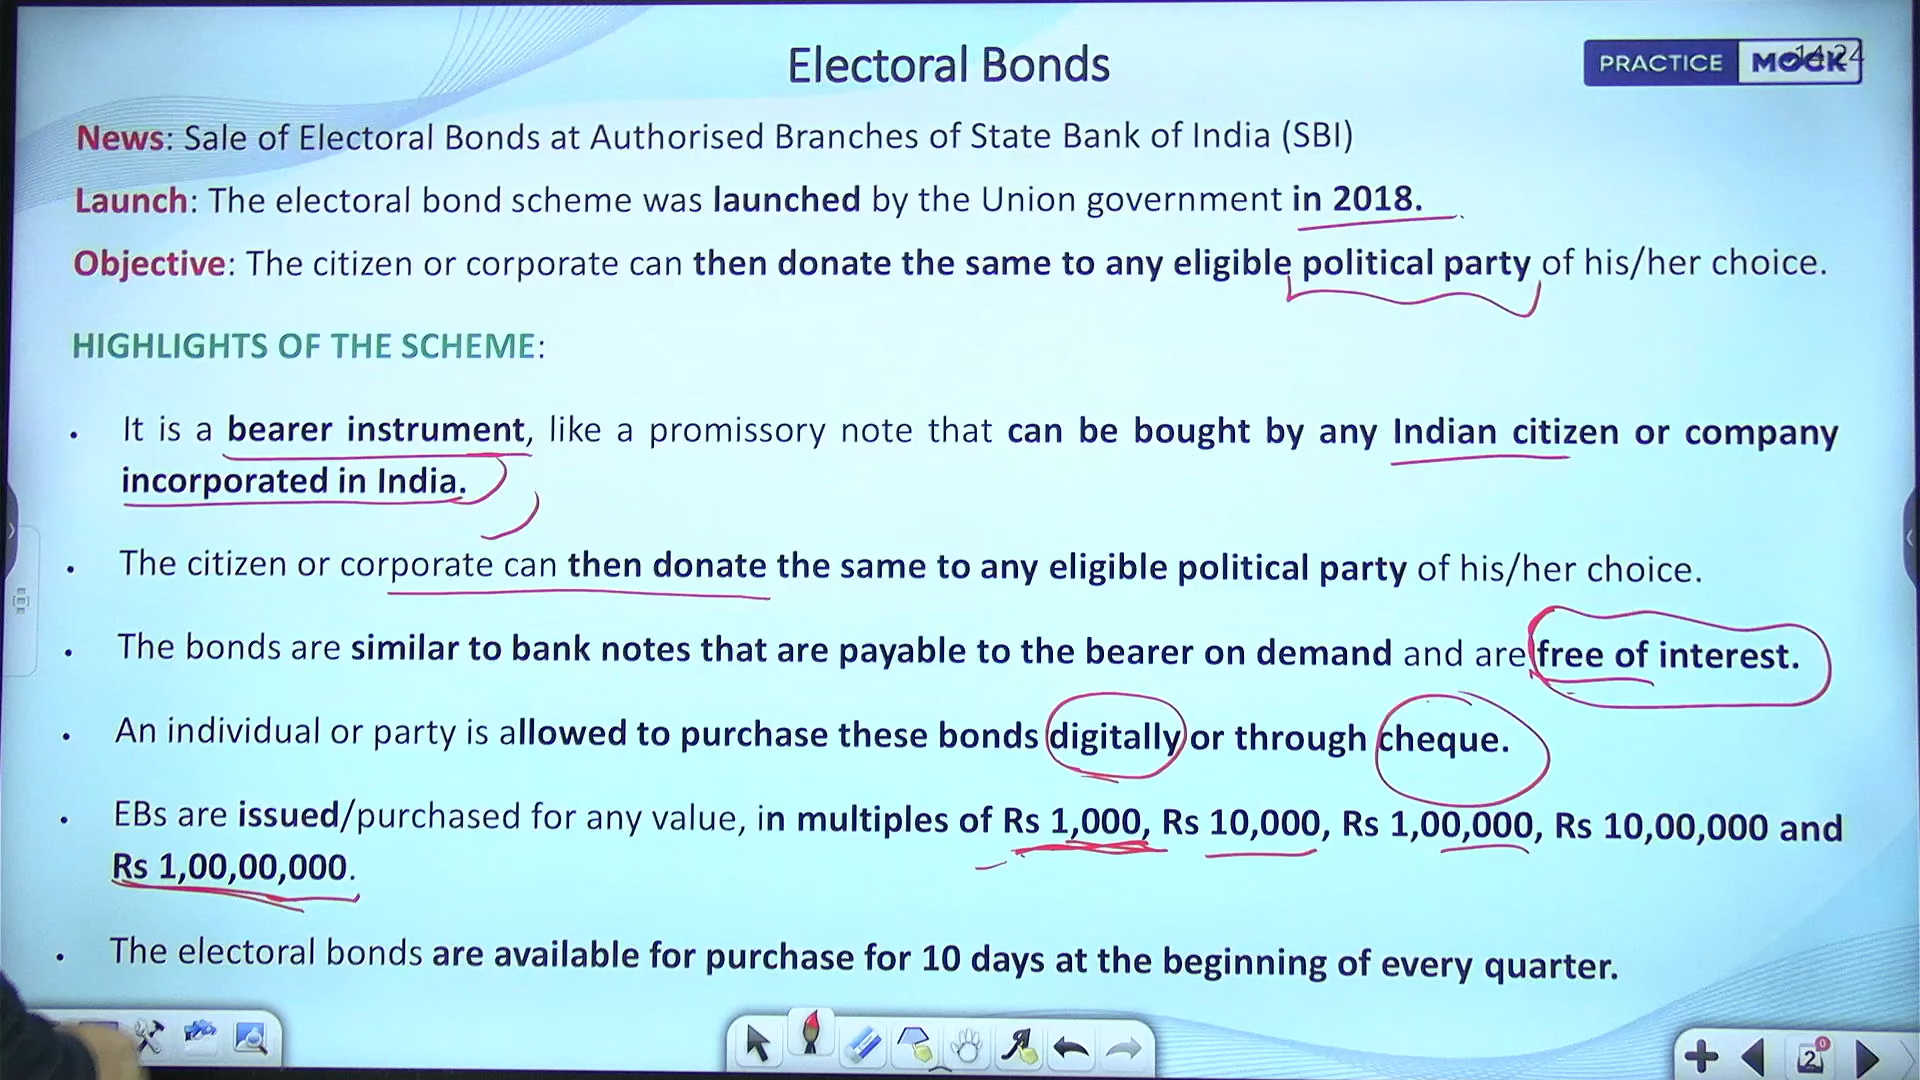 Electoral Bonds
PRACTICE MOCK
14:24
News: Sale of Electoral Bonds at Authorised Branches of State Bank of India (SBI)
Launch: The electoral bond scheme was launched by the Union government in 2018.
Objective: The citizen or corporate can then donate the same to any eligible political party of his/her choice.
HIGHLIGHTS OF THE SCHEME:
• It is a bearer instrument, like a promissory note that can be bought by any Indian citizen or company
incorporated in India.
• The citizen or corporate can then donate the same to any eligible political party of his/her choice.
• The bonds are similar to bank notes that are payable to the bearer on demand and are free of interest.
• An individual or party is allowed to purchase these bonds digitally or through cheque.
• EBs are issued/purchased for any value, in multiples of Rs 1,000, Rs 10,000, Rs 1,00,000, Rs 10,00,000 and
Rs 1,00,00,000.
• The electoral bonds are available for purchase for 10 days at the beginning of every quarter.
2
0